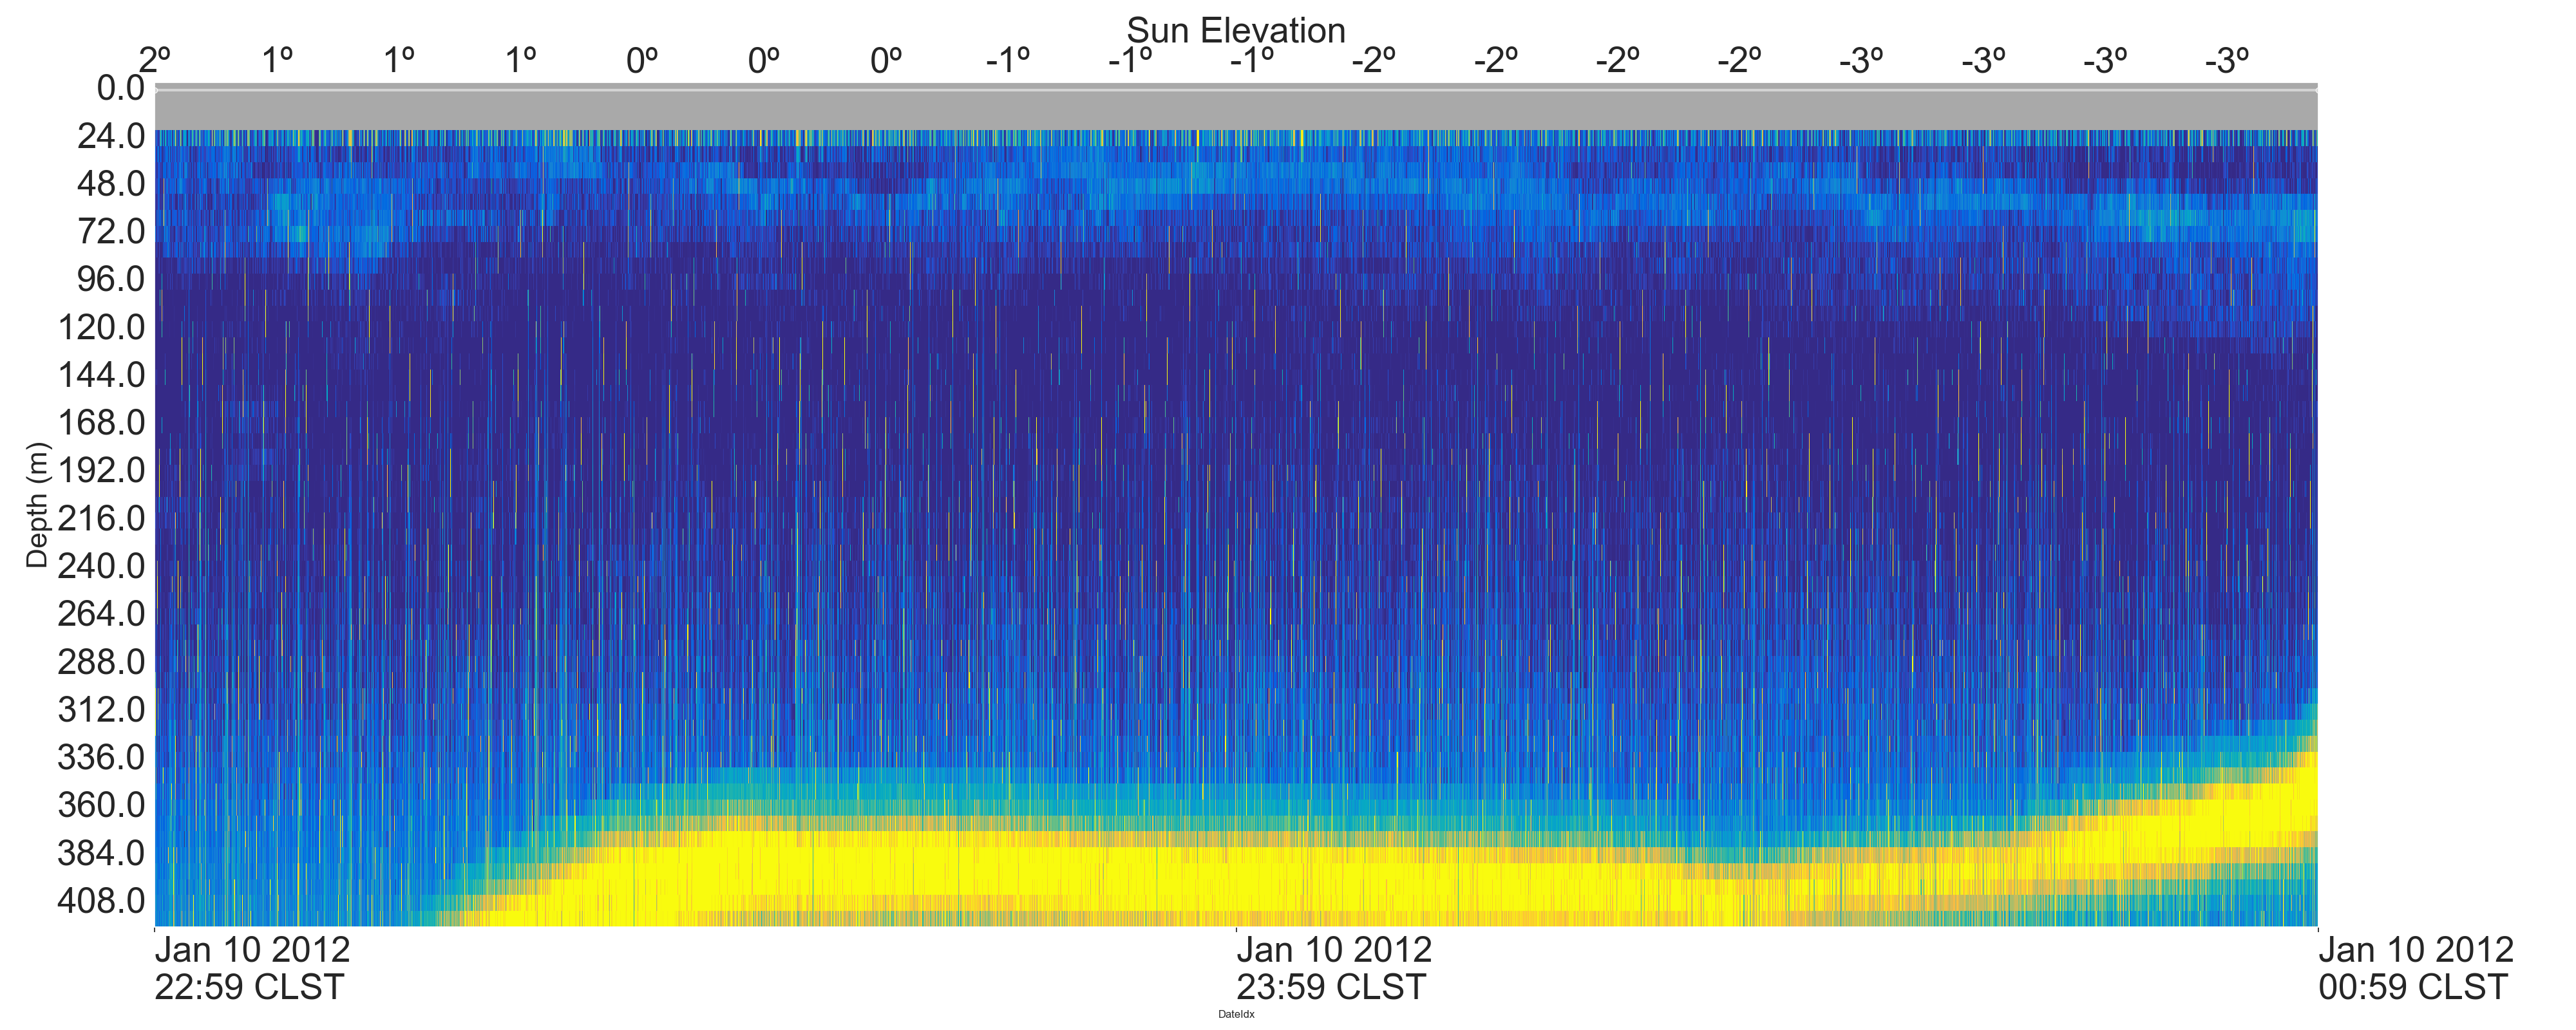 Sun Elevation
2º 1º 1º 1º 0º 0º 0º -1º -1º -1º -2º -2º -2º -2º -3º -3º -3º -3º
0.0
24.0
48.0
72.0
96.0
120.0
144.0
168.0
192.0
216.0
240.0
264.0
288.0
312.0
336.0
360.0
384.0
408.0
Depth (m)
Jan 10 2012
22:59 CLST
Jan 10 2012
23:59 CLST
Jan 10 2012
00:59 CLST
DateIdx